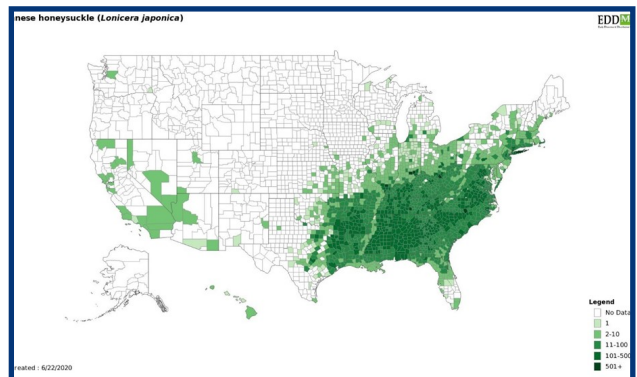 nese honeysuckle (Lonicera japonica)
EDDM
Legend
No Data
1
2-10
11-100
101-500
501+
reated : 6/22/2020